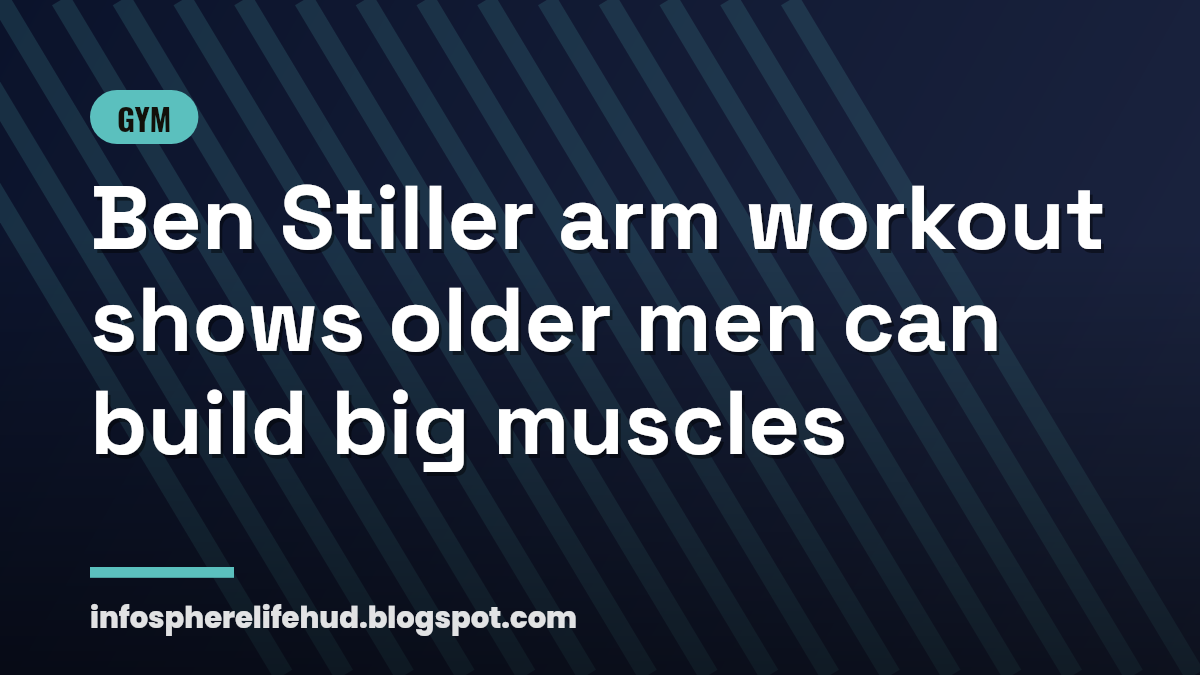 GYM
Ben Stiller arm workout
shows older men can
build big muscles
infospherelifehud.blogspot.com